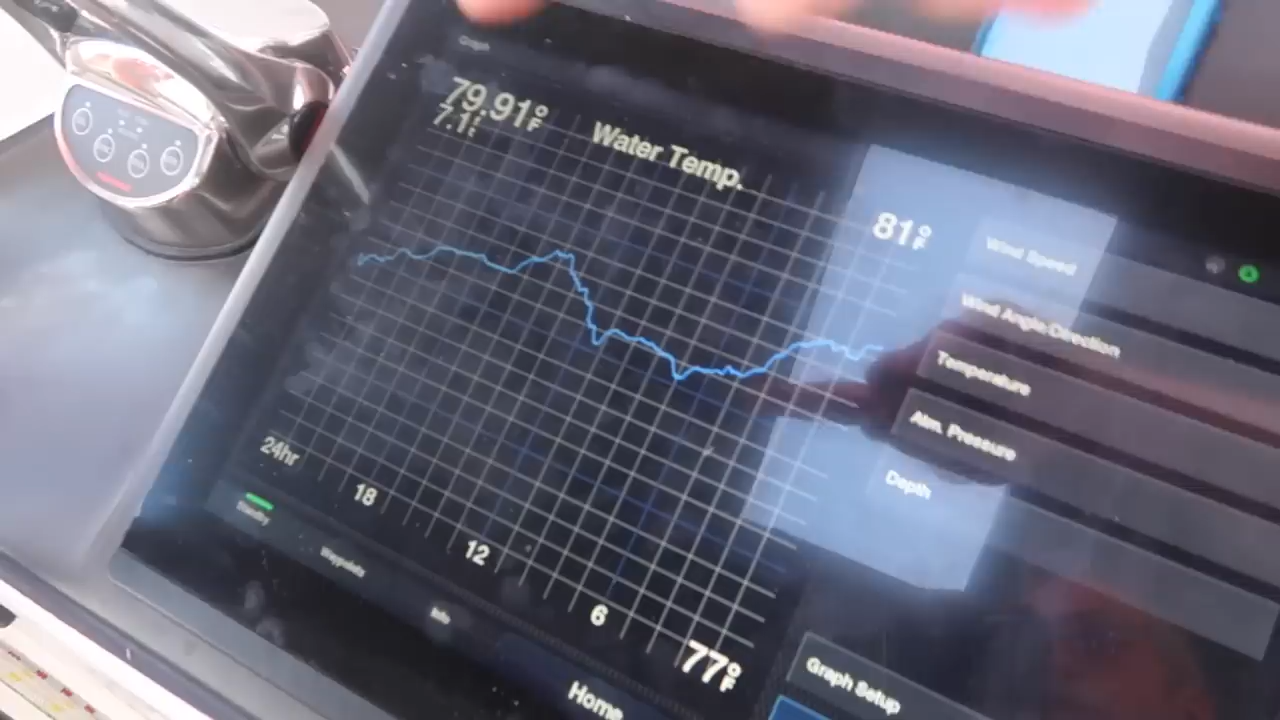 Graph
79.91°F
7.1
Water Temp.
81°F
Wind Speed
Wind Angle/Direction
Temperature
Atm. Pressure
Depth
24hr
18
12
6
77°F
Standby
Waypoints
Info
Home
Graph Setup